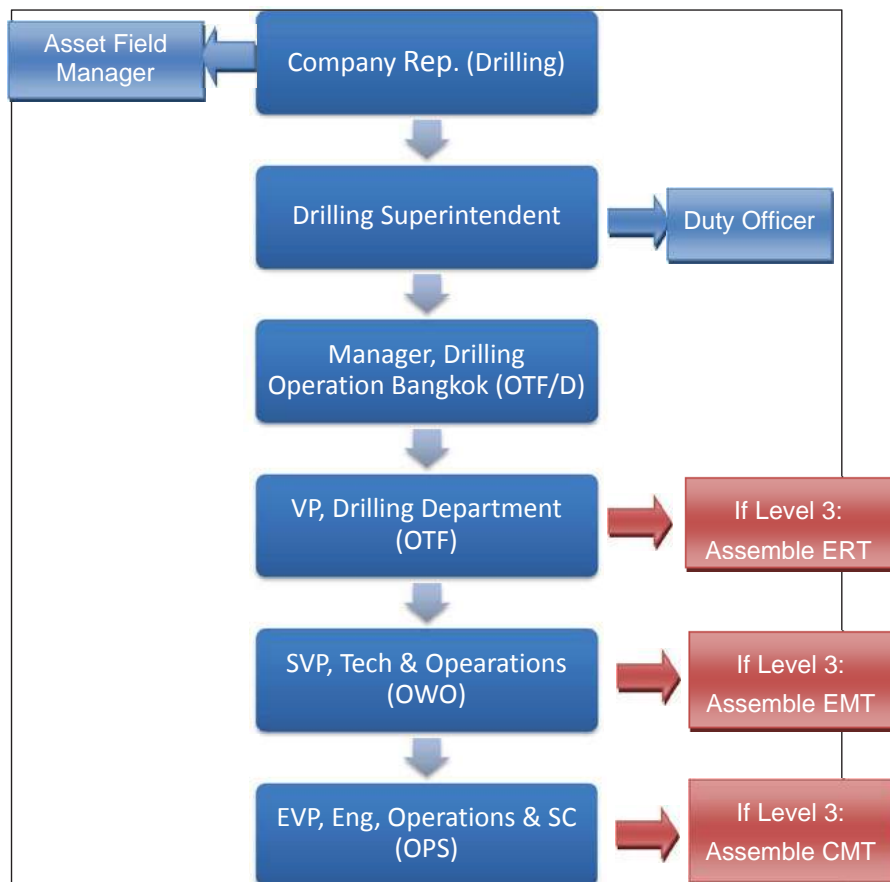 Asset Field
Manager
Company Rep. (Drilling)
Drilling Superintendent
Duty Officer
Manager, Drilling
Operation Bangkok (OTF/D)
VP, Drilling Department
(OTF)
If Level 3:
Assemble ERT
SVP, Tech & Opearations
(OWO)
If Level 3:
Assemble EMT
EVP, Eng, Operations & SC
(OPS)
If Level 3:
Assemble CMT